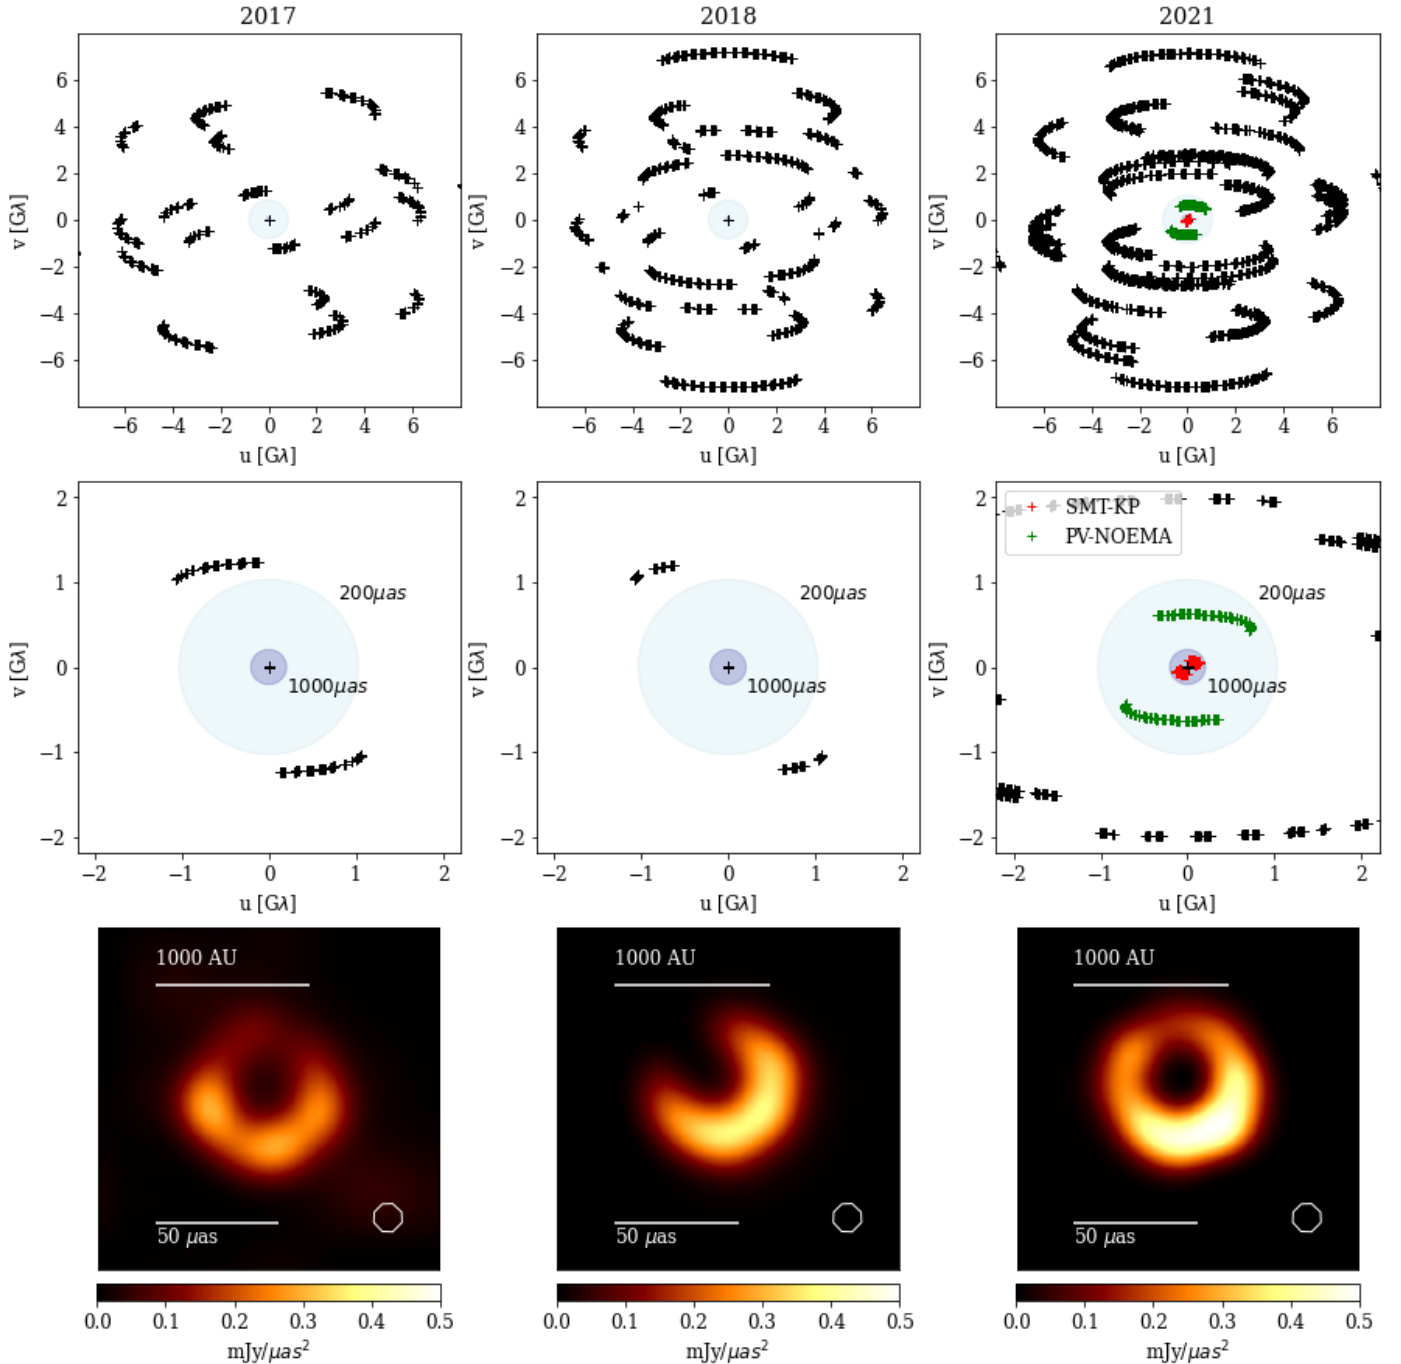 2017 2018 2021
6 6 6
4 4 4
2 2 2
v [Gλ] 0 v [Gλ] 0 v [Gλ] 0
−2 −2 −2
−4 −4 −4
−6 −6 −6
−6 −4 −2 0 2 4 6 −6 −4 −2 0 2 4 6 −6 −4 −2 0 2 4 6
u [Gλ] u [Gλ] u [Gλ]
2 2 2
SMT-KP
PV-NOEMA
1 1 1
200μas 200μas 200μas
v [Gλ] 0 v [Gλ] 0 v [Gλ] 0
1000μas 1000μas 1000μas
−1 −1 −1
−2 −2 −2
−2 −1 0 1 2 −2 −1 0 1 2 −2 −1 0 1 2
u [Gλ] u [Gλ] u [Gλ]
1000 AU 1000 AU 1000 AU
50 μas 50 μas 50 μas
0.0 0.1 0.2 0.3 0.4 0.5 0.0 0.1 0.2 0.3 0.4 0.5 0.0 0.1 0.2 0.3 0.4 0.5
mJy/μas² mJy/μas² mJy/μas²